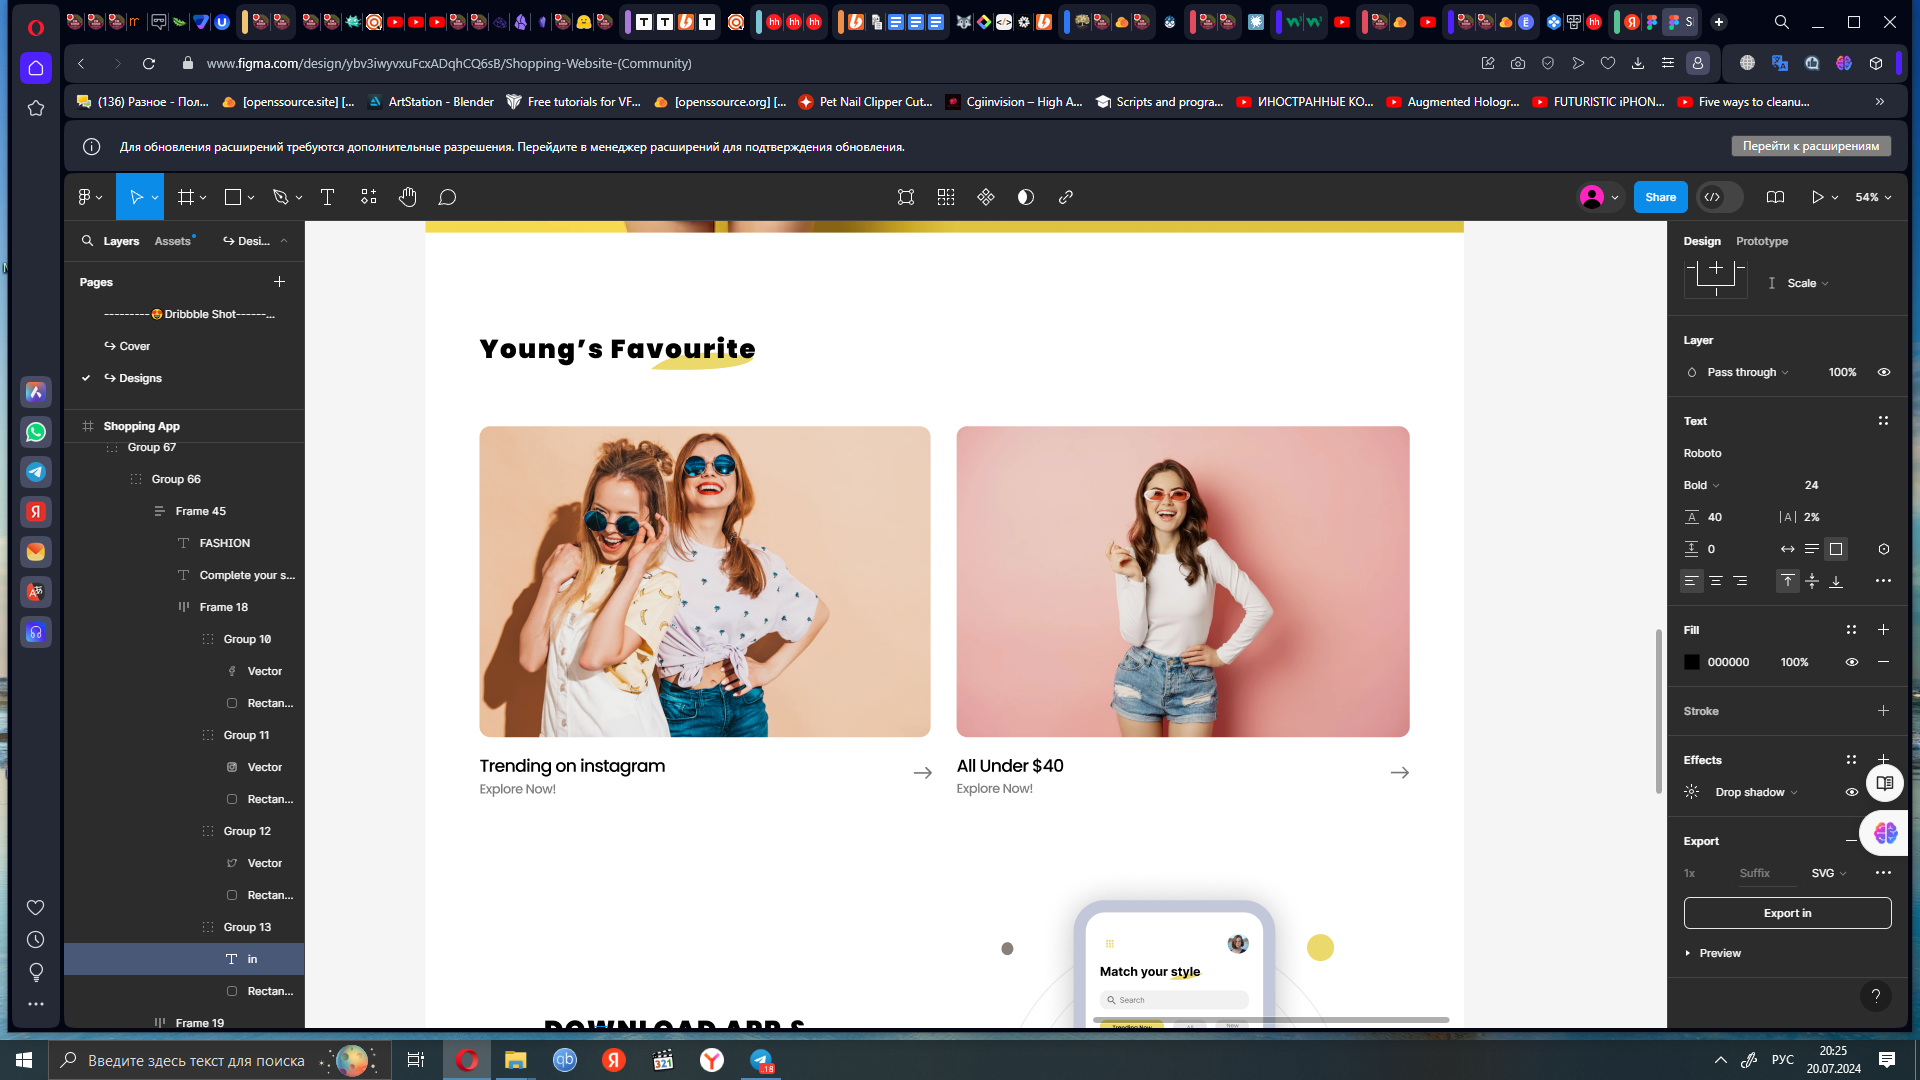 www.figma.com/design/ybv3iwyvxuFcxADqhCQ6sB/Shopping-Website-(Community)
(136) Разное - Пол...
[openssource.site] [...
ArtStation - Blender
Free tutorials for VF...
[openssource.org] [...
Pet Nail Clipper Cut...
Cgiinvision – High A...
Scripts and progra...
ИНОСТРАННЫЕ КО...
Augmented Hologr...
FUTURISTIC iPHON...
Five ways to cleanu...
Для обновления расширений требуются дополнительные разрешения. Перейдите в менеджер расширений для подтверждения обновления.
Перейти к расширениям
Share
54%
Layers
Assets
Desi...
Pages
---------🤩Dribbble Shot------...
Cover
Designs
Shopping App
Group 67
Group 66
Frame 45
FASHION
Complete your s...
Frame 18
Group 10
Vector
Rectan...
Group 11
Vector
Rectan...
Group 12
Vector
Rectan...
Group 13
in
Rectan...
Frame 19
Young’s Favourite
Trending on instagram
Explore Now!
All Under $40
Explore Now!
DOWNLOAD APP &
Match your style
Search
Trending Now
All
New
Design
Prototype
Scale
Layer
Pass through
100%
Text
Roboto
Bold
24
40
2%
0
Fill
000000
100%
Stroke
Effects
Drop shadow
Export
1x
Suffix
SVG
Export in
Preview
?
Введите здесь текст для поиска
РУС
20:25
20.07.2024